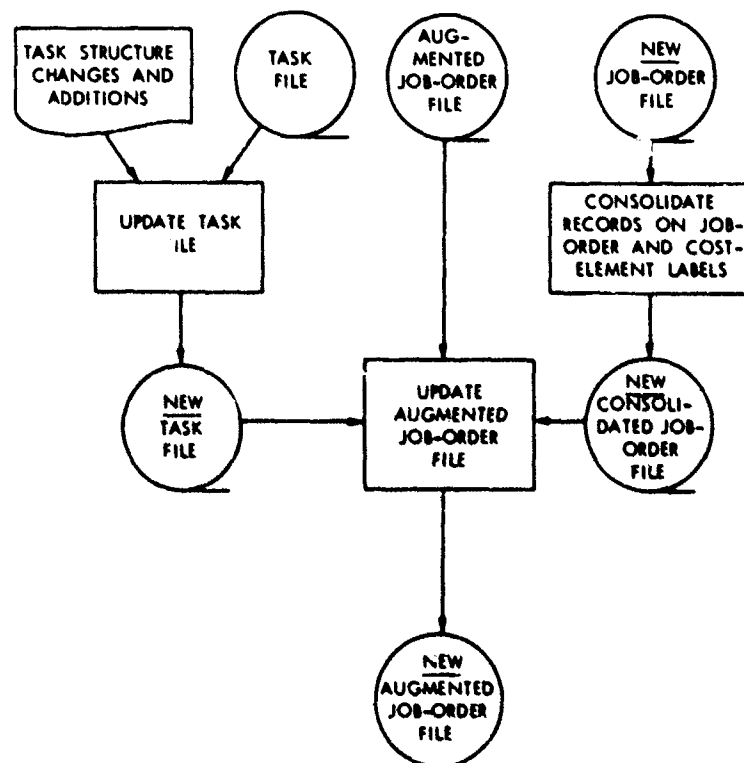 TASK STRUCTURE
CHANGES AND
ADDITIONS
TASK
FILE
AUG-
MENTED
JOB-ORDER
FILE
NEW
JOB-ORDER
FILE
UPDATE TASK
ILE
CONSOLIDATE
RECORDS ON JOB-
ORDER AND COST-
ELEMENT LABELS
NEW
TASK
FILE
UPDATE
AUGMENTED
JOB-ORDER
FILE
NEW
CONSOLI-
DATED JOB-
ORDER
FILE
NEW
AUGMENTED
JOB-ORDER
FILE